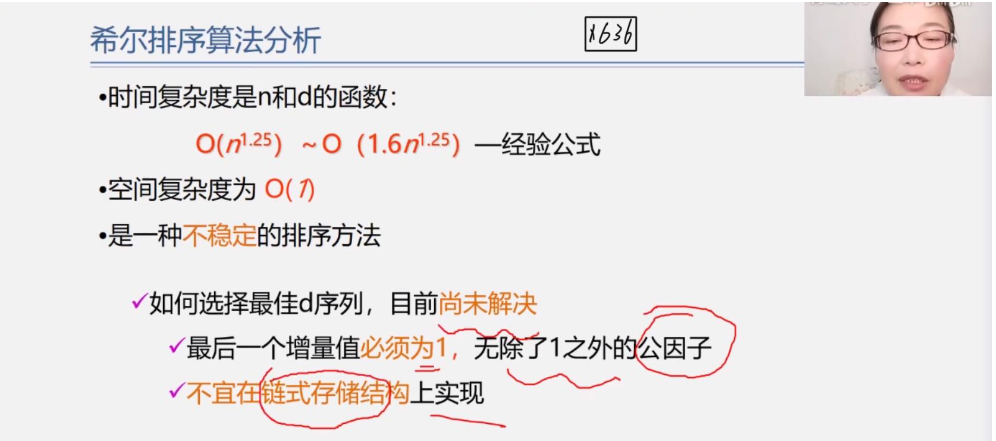 希尔排序算法分析
x636
•时间复杂度是n和d的函数：
O(n^1.25) ~O（1.6n^1.25）—经验公式
•空间复杂度为 O(1)
•是一种不稳定的排序方法
✓如何选择最佳d序列，目前尚未解决
✓最后一个增量值必须为1，无除了1之外的公因子
✓不宜在链式存储结构上实现